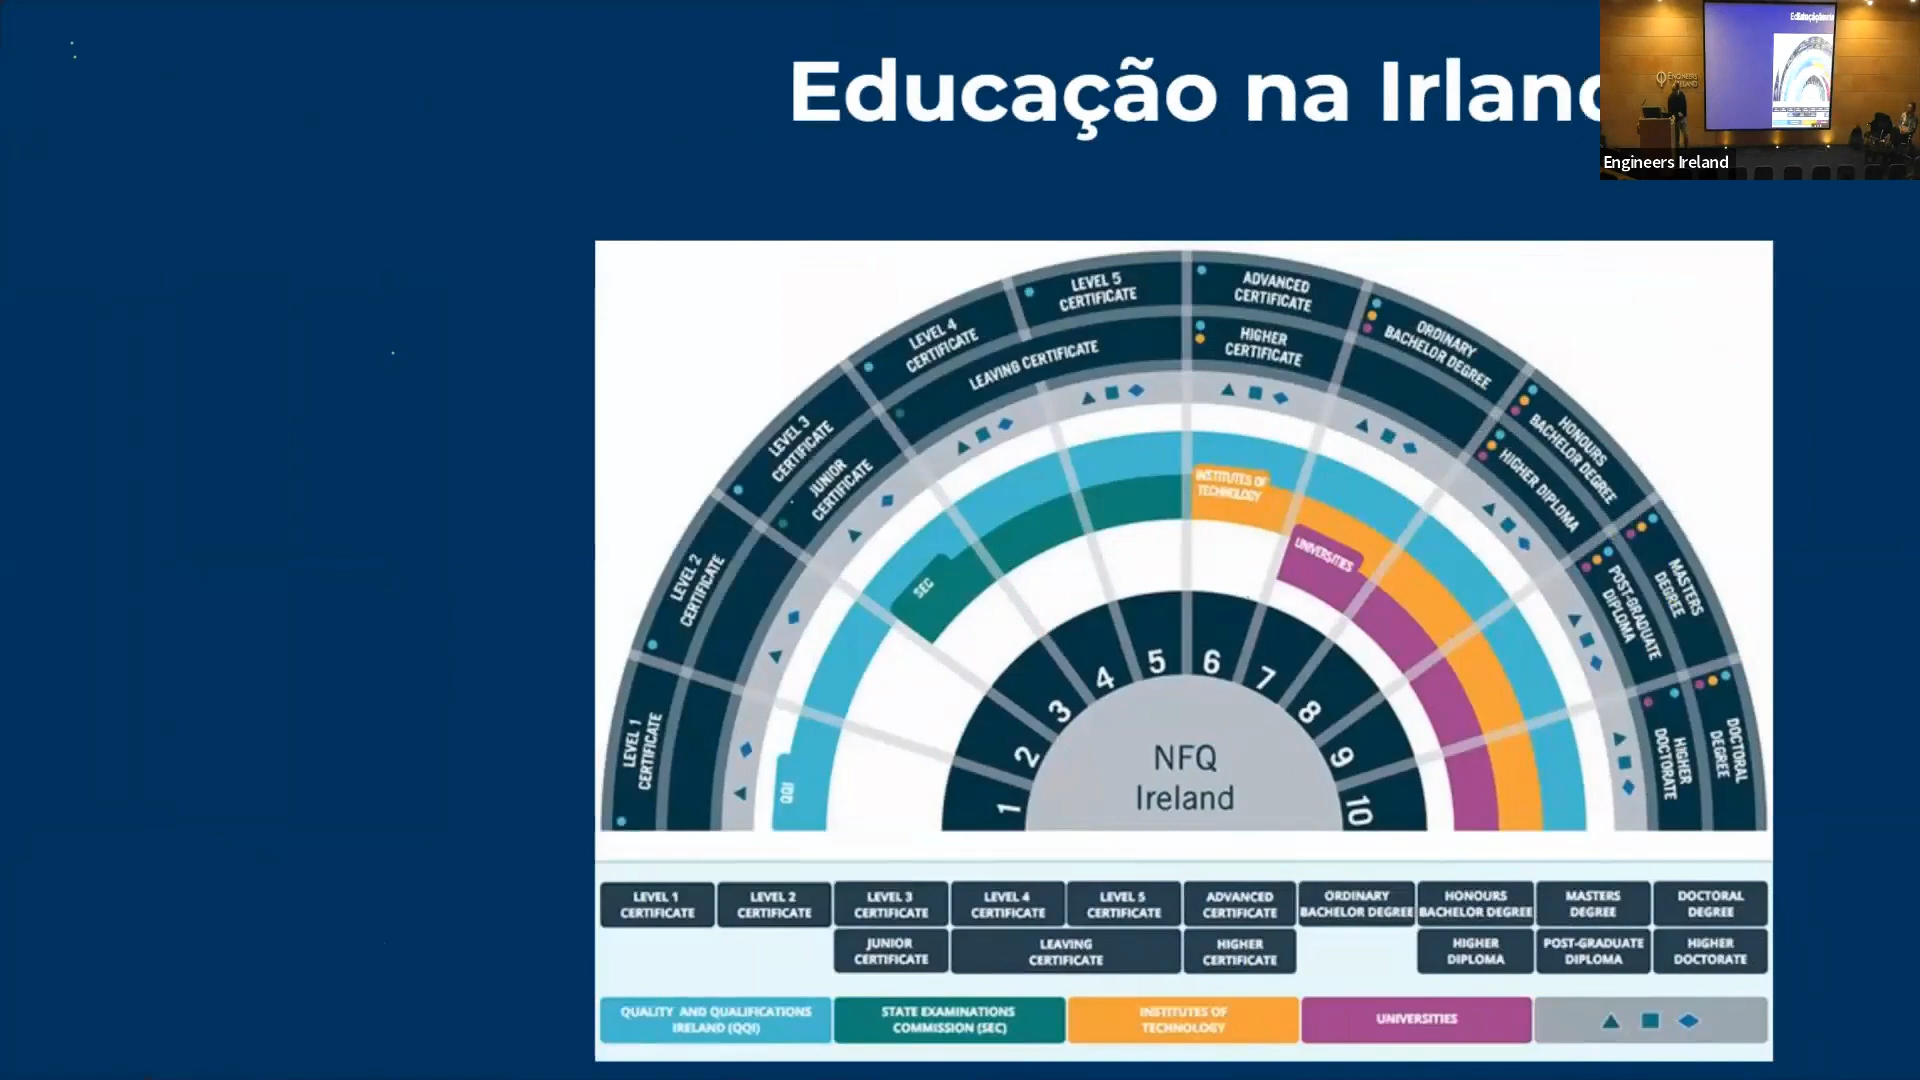 Educação na Irland
Engineers Ireland
LEVEL 1
CERTIFICATE
LEVEL 2
CERTIFICATE
LEVEL 3
CERTIFICATE
JUNIOR
CERTIFICATE
LEVEL 4
CERTIFICATE
LEVEL 5
CERTIFICATE
LEAVING CERTIFICATE
ADVANCED
CERTIFICATE
HIGHER
CERTIFICATE
ORDINARY
BACHELOR DEGREE
HONOURS
BACHELOR DEGREE
HIGHER DIPLOMA
MASTERS
DEGREE
POST-GRADUATE
DIPLOMA
DOCTORAL
DEGREE
HIGHER
DOCTORATE
QQI
SEC
INSTITUTES OF
TECHNOLOGY
UNIVERSITIES
1
2
3
4
5
6
7
8
9
10
NFQ
Ireland
LEVEL 1
CERTIFICATE
LEVEL 2
CERTIFICATE
LEVEL 3
CERTIFICATE
LEVEL 4
CERTIFICATE
LEVEL 5
CERTIFICATE
ADVANCED
CERTIFICATE
ORDINARY
BACHELOR DEGREE
HONOURS
BACHELOR DEGREE
MASTERS
DEGREE
DOCTORAL
DEGREE
JUNIOR
CERTIFICATE
LEAVING
CERTIFICATE
HIGHER
CERTIFICATE
HIGHER
DIPLOMA
POST-GRADUATE
DIPLOMA
HIGHER
DOCTORATE
QUALITY AND QUALIFICATIONS
IRELAND (QQI)
STATE EXAMINATIONS
COMMISSION (SEC)
INSTITUTES OF
TECHNOLOGY
UNIVERSITIES